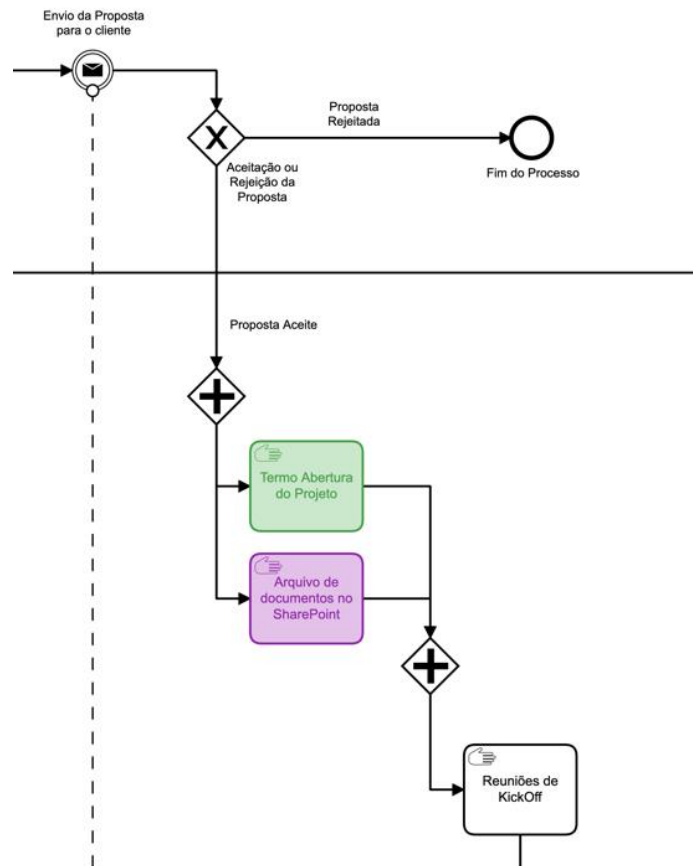 Envio da Proposta
para o cliente
Proposta
Rejeitada
Aceitação ou
Rejeição da
Proposta
Fim do Processo
Proposta Aceite
Termo Abertura
do Projeto
Arquivo de
documentos no
SharePoint
Reuniões de
KickOff